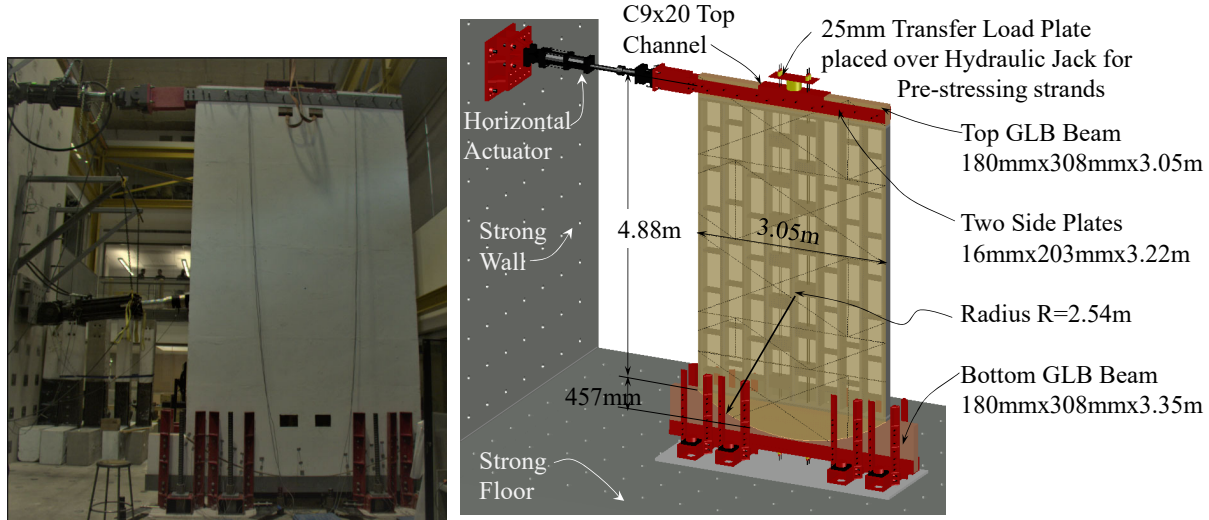 C9x20 Top
Channel
25mm Transfer Load Plate
placed over Hydraulic Jack for
Pre-stressing strands
Horizontal
Actuator
Top GLB Beam
180mmx308mmx3.05m
Strong
Wall
4.88m
3.05m
Two Side Plates
16mmx203mmx3.22m
Radius R=2.54m
457mm
Bottom GLB Beam
180mmx308mmx3.35m
Strong
Floor